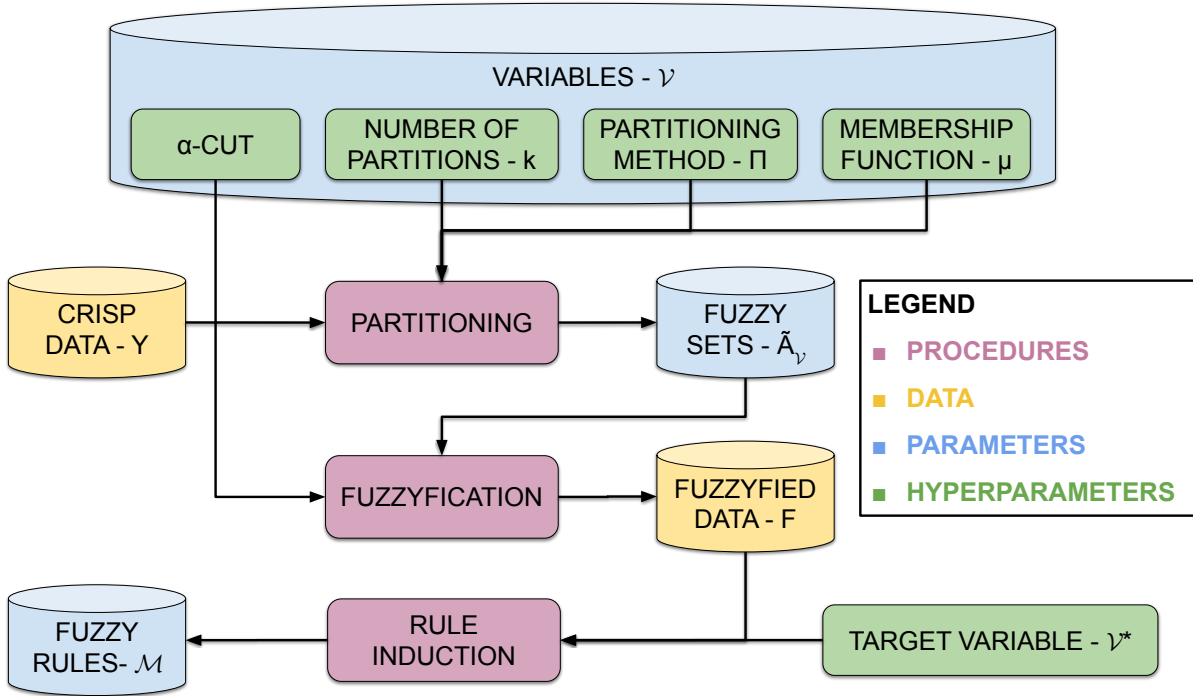 VARIABLES - 𝒱
α-CUT
NUMBER OF
PARTITIONS - k
PARTITIONING
METHOD - Π
MEMBERSHIP
FUNCTION - μ
CRISP
DATA - Y
PARTITIONING
FUZZY
SETS - Ã𝒱
LEGEND
PROCEDURES
DATA
PARAMETERS
HYPERPARAMETERS
FUZZYFICATION
FUZZYFIED
DATA - F
FUZZY
RULES- ℳ
RULE
INDUCTION
TARGET VARIABLE - 𝒱*